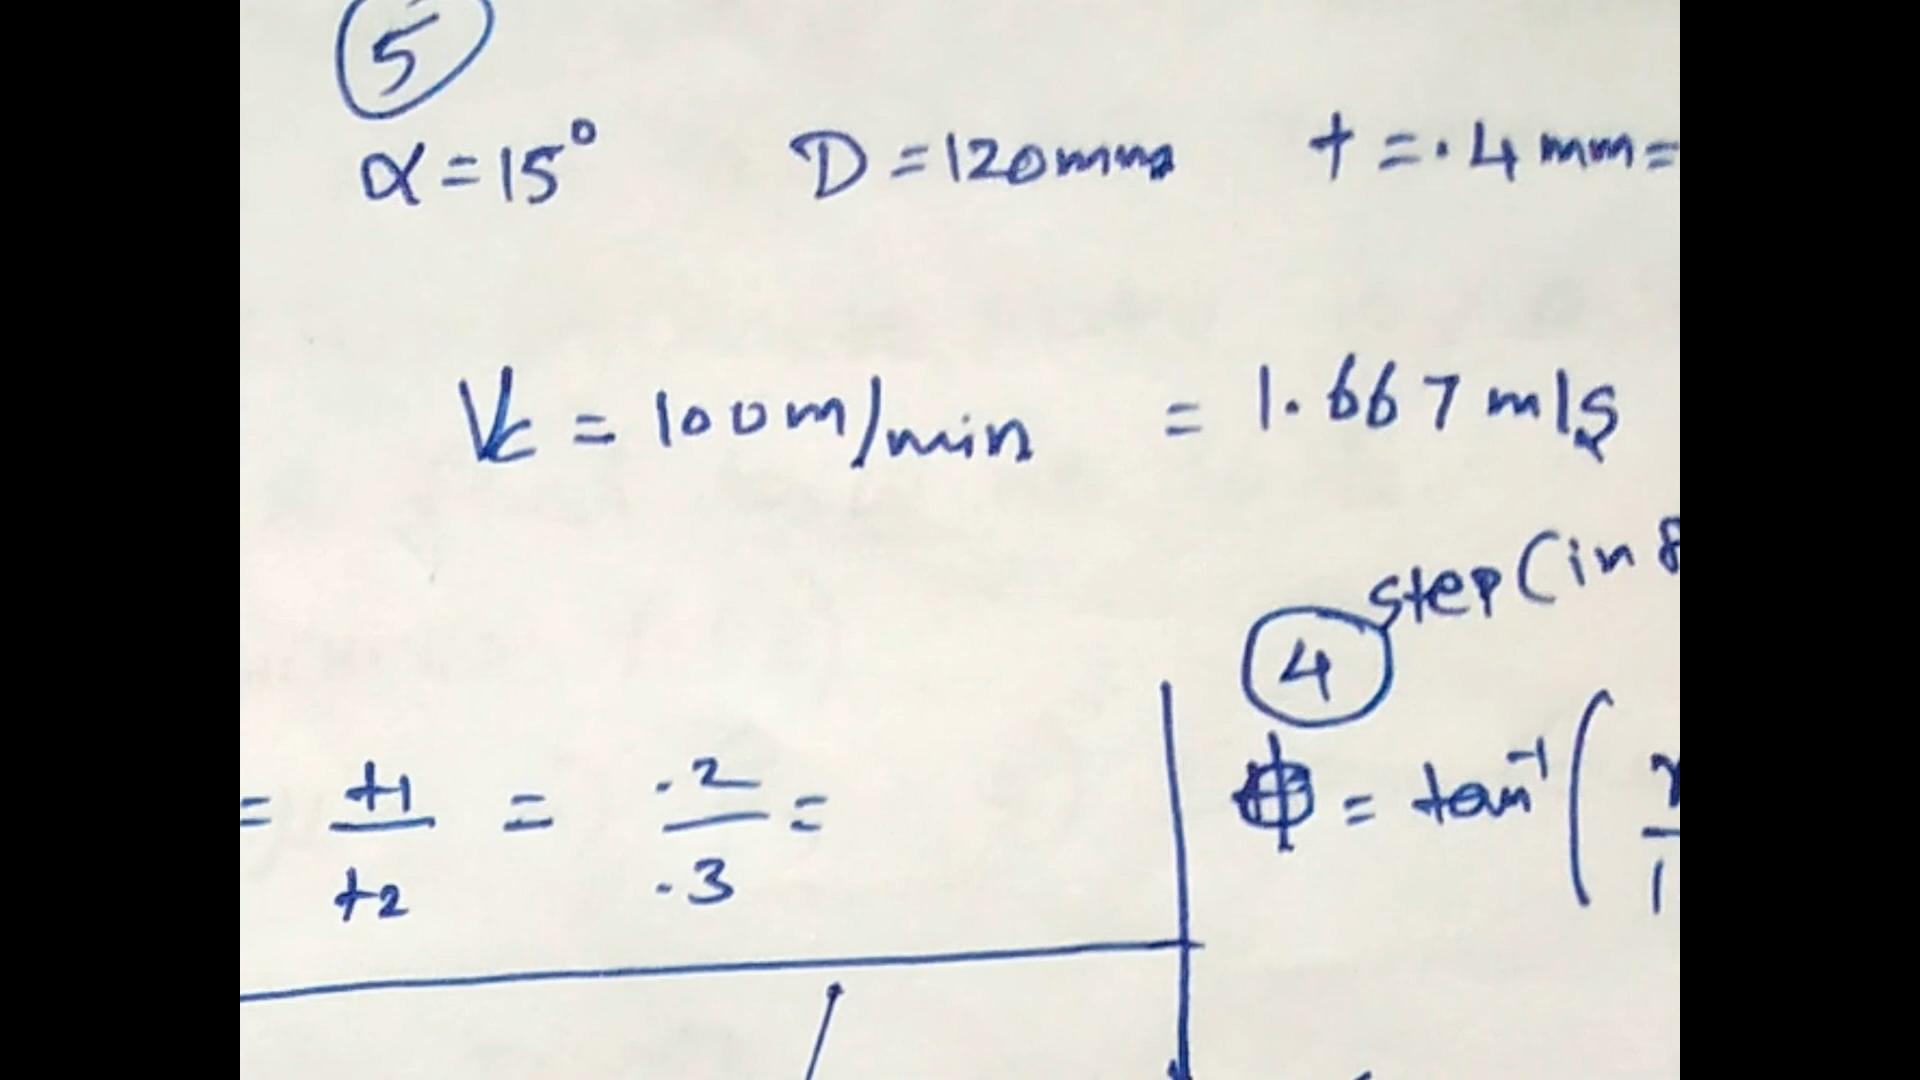 5
α = 15° D = 120mm t = .4 mm =
Vc = 100m/min = 1.667 m/s
step (in
4
= t1/t2 = .2/.3 =
ϕ = tan⁻¹ (